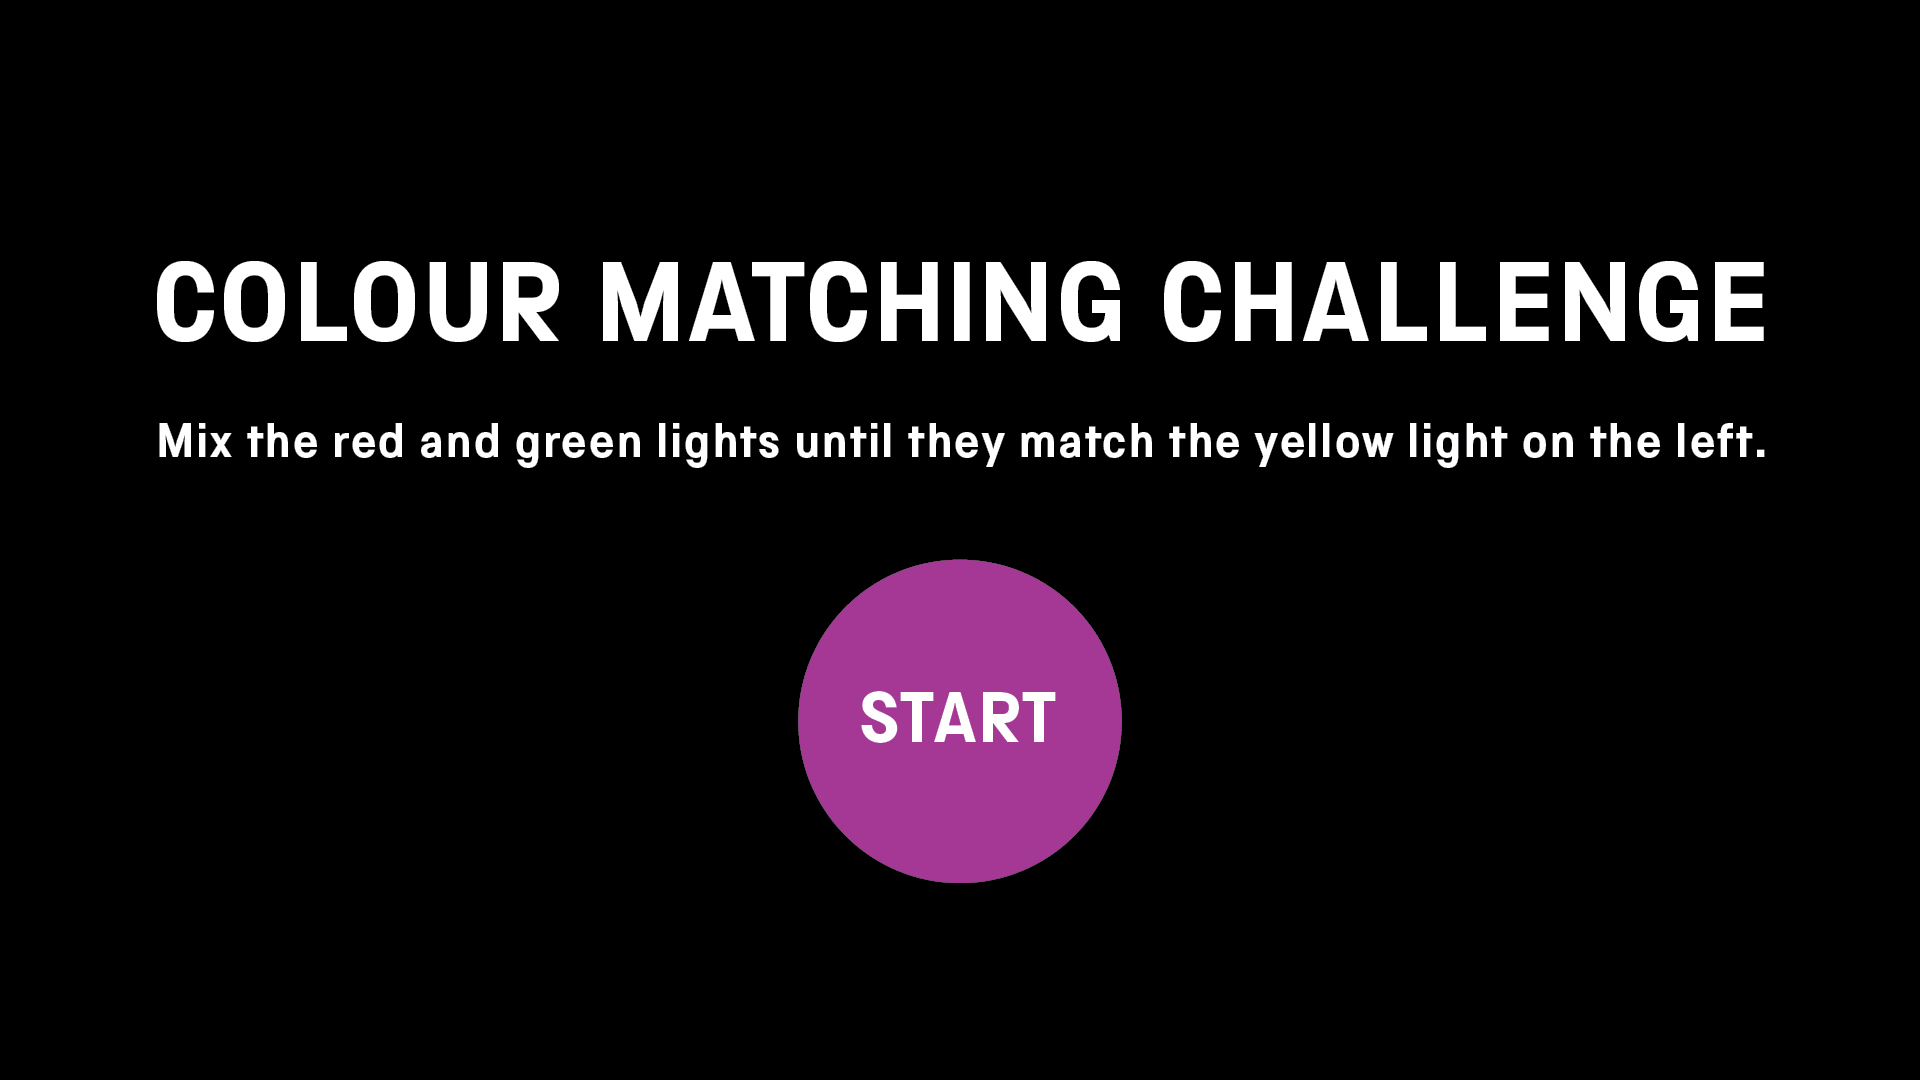 COLOUR MATCHING CHALLENGE
Mix the red and green lights until they match the yellow light on the left.
START